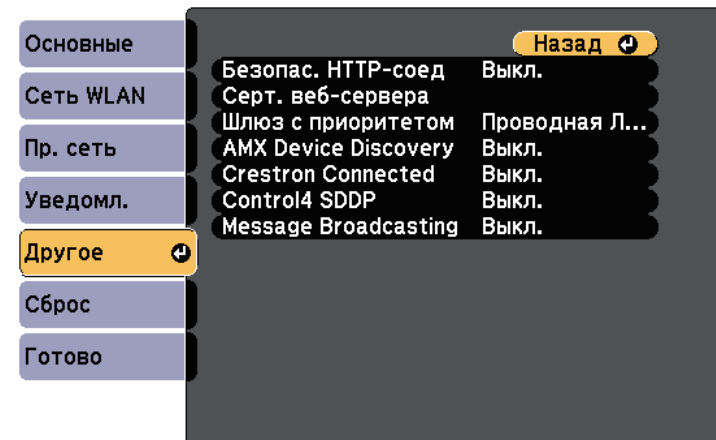 Основные
Сеть WLAN
Пр. сеть
Уведомл.
Другое
Сброс
Готово
Назад
Безопас. HTTP-соед Выкл.
Серт. веб-сервера
Шлюз с приоритетом Проводная Л...
AMX Device Discovery Выкл.
Crestron Connected Выкл.
Control4 SDDP Выкл.
Message Broadcasting Выкл.